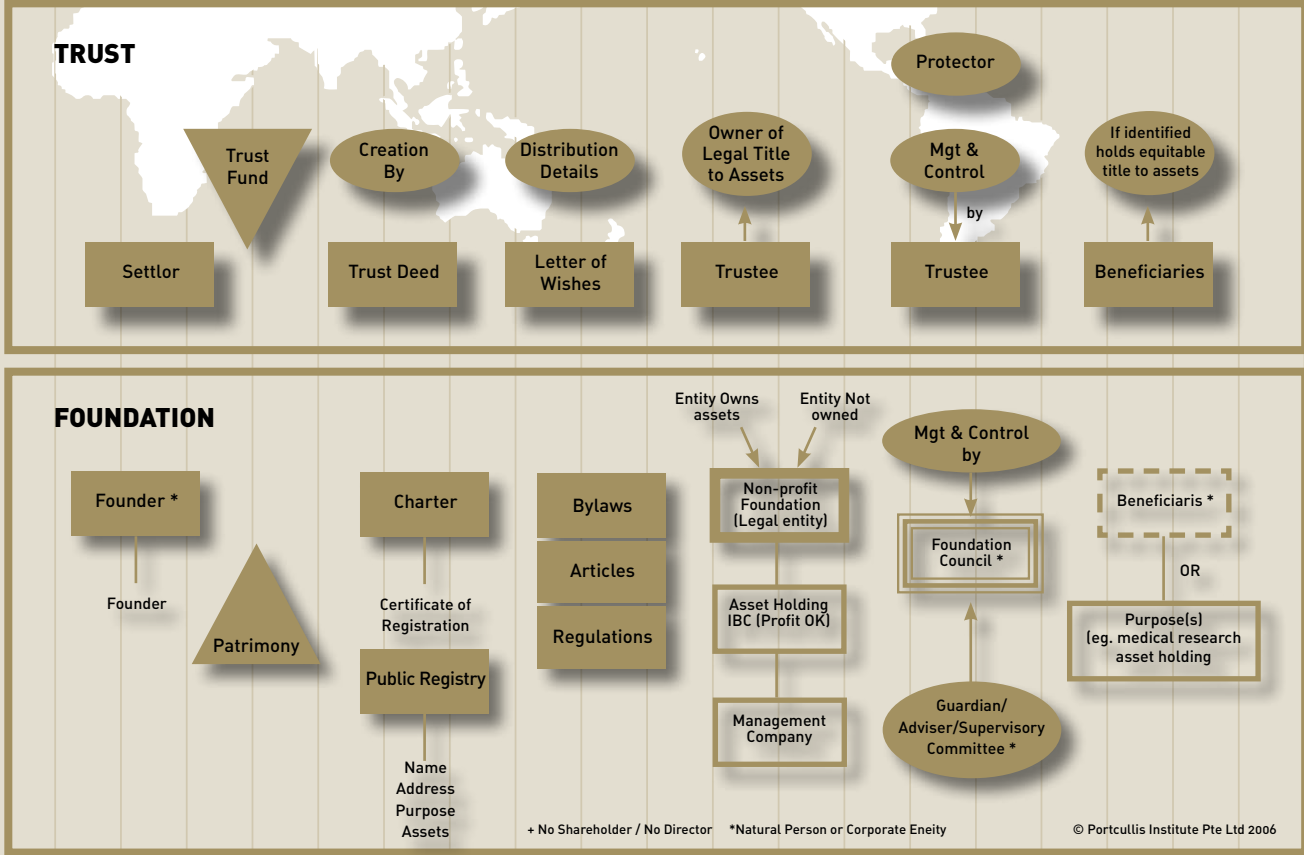 TRUST
Protector
Trust
Fund
Creation
By
Distribution
Details
Owner of
Legal Title
to Assets
Mgt &
Control
If identified
holds equitable
title to assets
by
Settlor
Trust Deed
Letter of
Wishes
Trustee
Trustee
Beneficiaries
FOUNDATION
Founder *
Founder
Patrimony
Charter
Certificate of
Registration
Public Registry
Name
Address
Purpose
Assets
Bylaws
Articles
Regulations
Entity Owns
assets
Entity Not
owned
Non-profit
Foundation
(Legal entity)
Asset Holding
IBC (Profit OK)
Management
Company
Mgt & Control
by
Foundation
Council *
Guardian/
Adviser/Supervisory
Committee *
Beneficiaris *
OR
Purpose(s)
(eg. medical research
asset holding
+ No Shareholder / No Director *Natural Person or Corporate Eneity
© Portcullis Institute Pte Ltd 2006